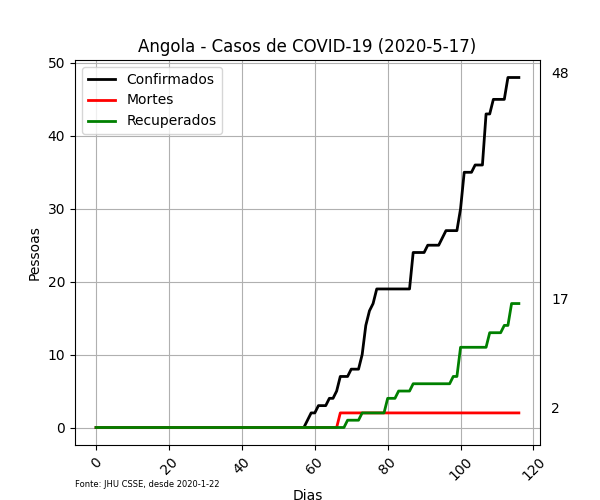 Angola - Casos de COVID-19 (2020-5-17)
Confirmados
Mortes
Recuperados
Pessoas
50
40
30
20
10
0
48
17
2
0
20
40
60
80
100
120
Fonte: JHU CSSE, desde 2020-1-22
Dias